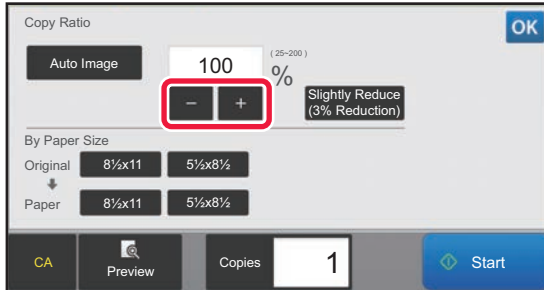 Copy Ratio
OK
Auto Image
100
(25~200)
%
− +
Slightly Reduce
(3% Reduction)
By Paper Size
Original 8½x11 5½x8½
Paper 8½x11 5½x8½
CA Preview Copies 1 Start